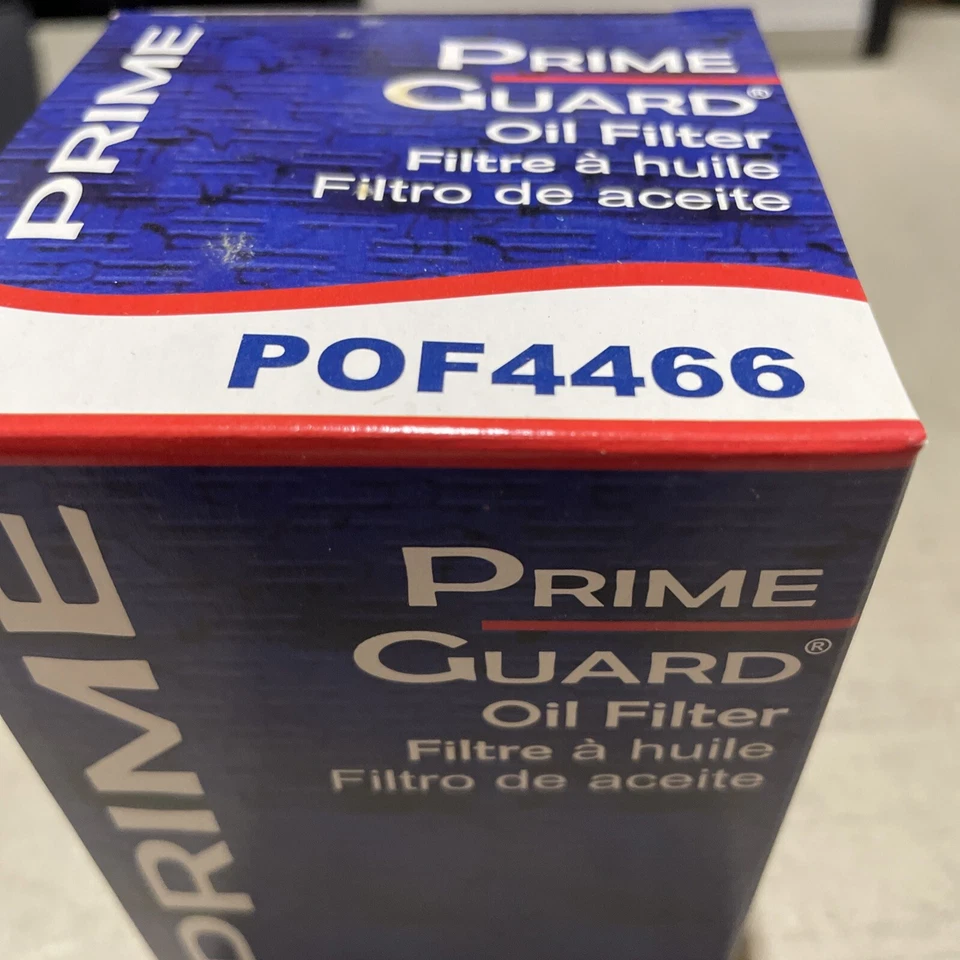 PRIME
PRIME
GUARD®
Oil Filter
Filtre à huile
Filtro de aceite
POF4466
PRIME
PRIME
GUARD®
Oil Filter
Filtre à huile
Filtro de aceite